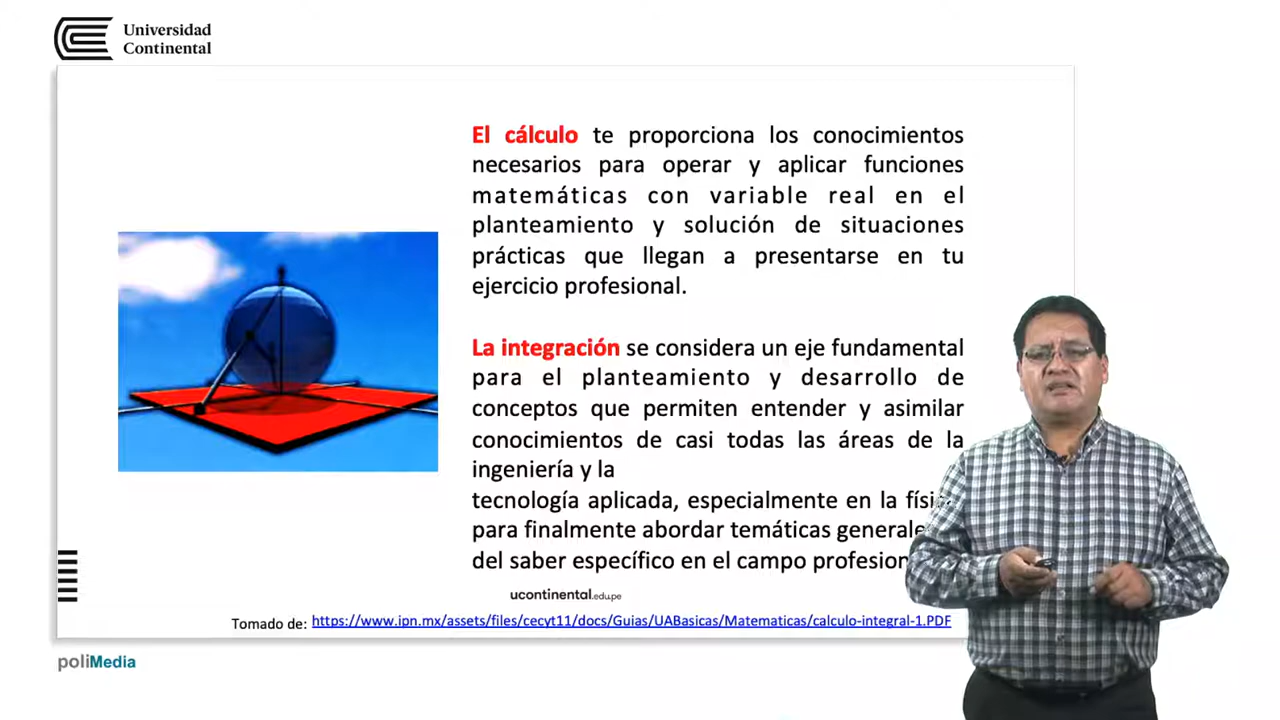 Universidad
Continental
El cálculo te proporciona los conocimientos
necesarios para operar y aplicar funciones
matemáticas con variable real en el
planteamiento y solución de situaciones
prácticas que llegan a presentarse en tu
ejercicio profesional.
La integración se considera un eje fundamental
para el planteamiento y desarrollo de
conceptos que permiten entender y asimilar
conocimientos de casi todas las áreas de la
ingeniería y la
tecnología aplicada, especialmente en la
para finalmente abordar temáticas
del saber específico en el campo
ucontinental.edu.pe
Tomado de: https://www.ipn.mx/assets/files/cecyt11/docs/Guias/UABasicas/Matematicas/calculo-integral-1.PDF
poliMedia